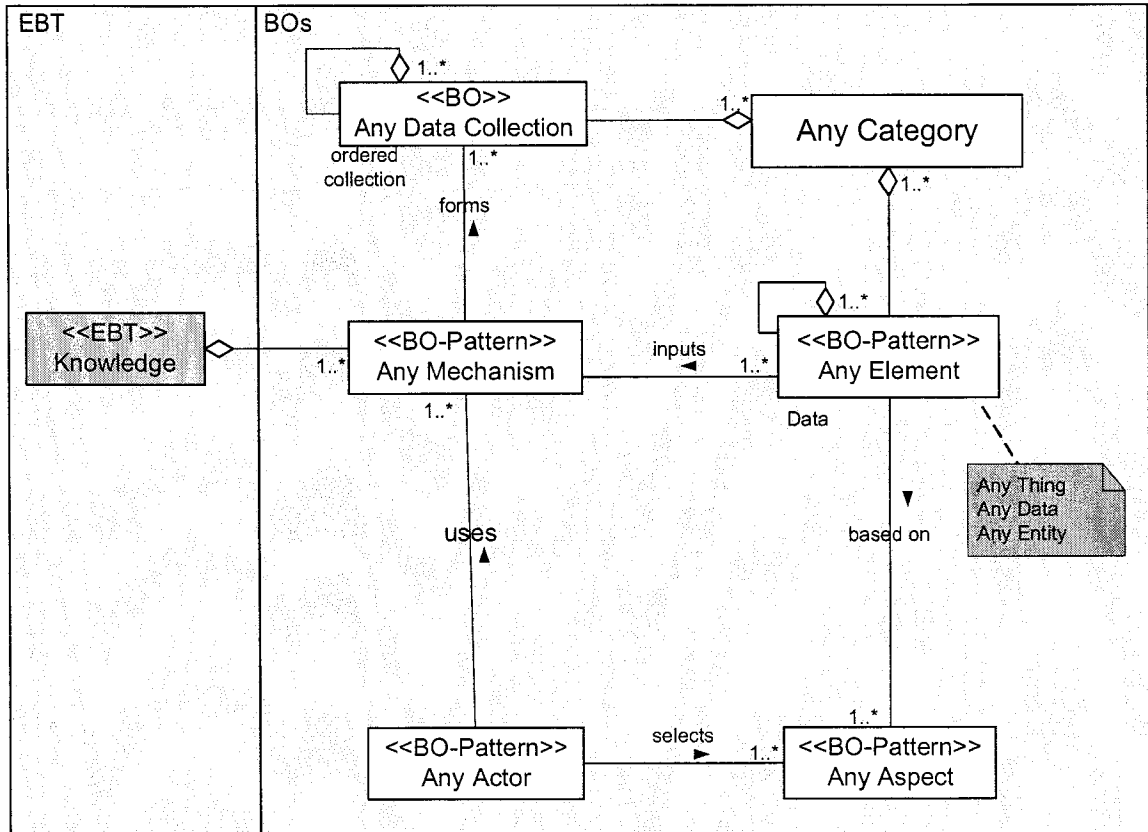 EBT
BOs
1..*
<<BO>>
Any Data Collection
1..*
Any Category
ordered
collection
1..*
1..*
forms
1..*
<<EBT>>
Knowledge
1..*
<<BO-Pattern>>
Any Mechanism
inputs
1..*
<<BO-Pattern>>
Any Element
1..*
Data
Any Thing
Any Data
Any Entity
uses
based on
1..*
<<BO-Pattern>>
Any Actor
selects
1..*
<<BO-Pattern>>
Any Aspect